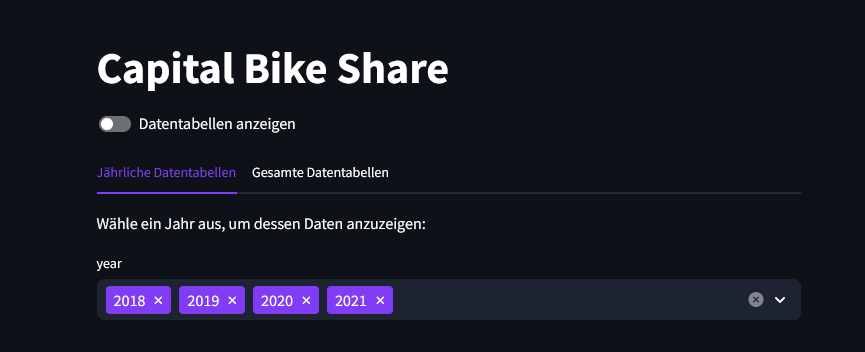 Capital Bike Share
Datentabellen anzeigen
Jährliche Datentabellen Gesamte Datentabellen
Wähle ein Jahr aus, um dessen Daten anzuzeigen:
year
2018 × 2019 × 2020 × 2021 ×